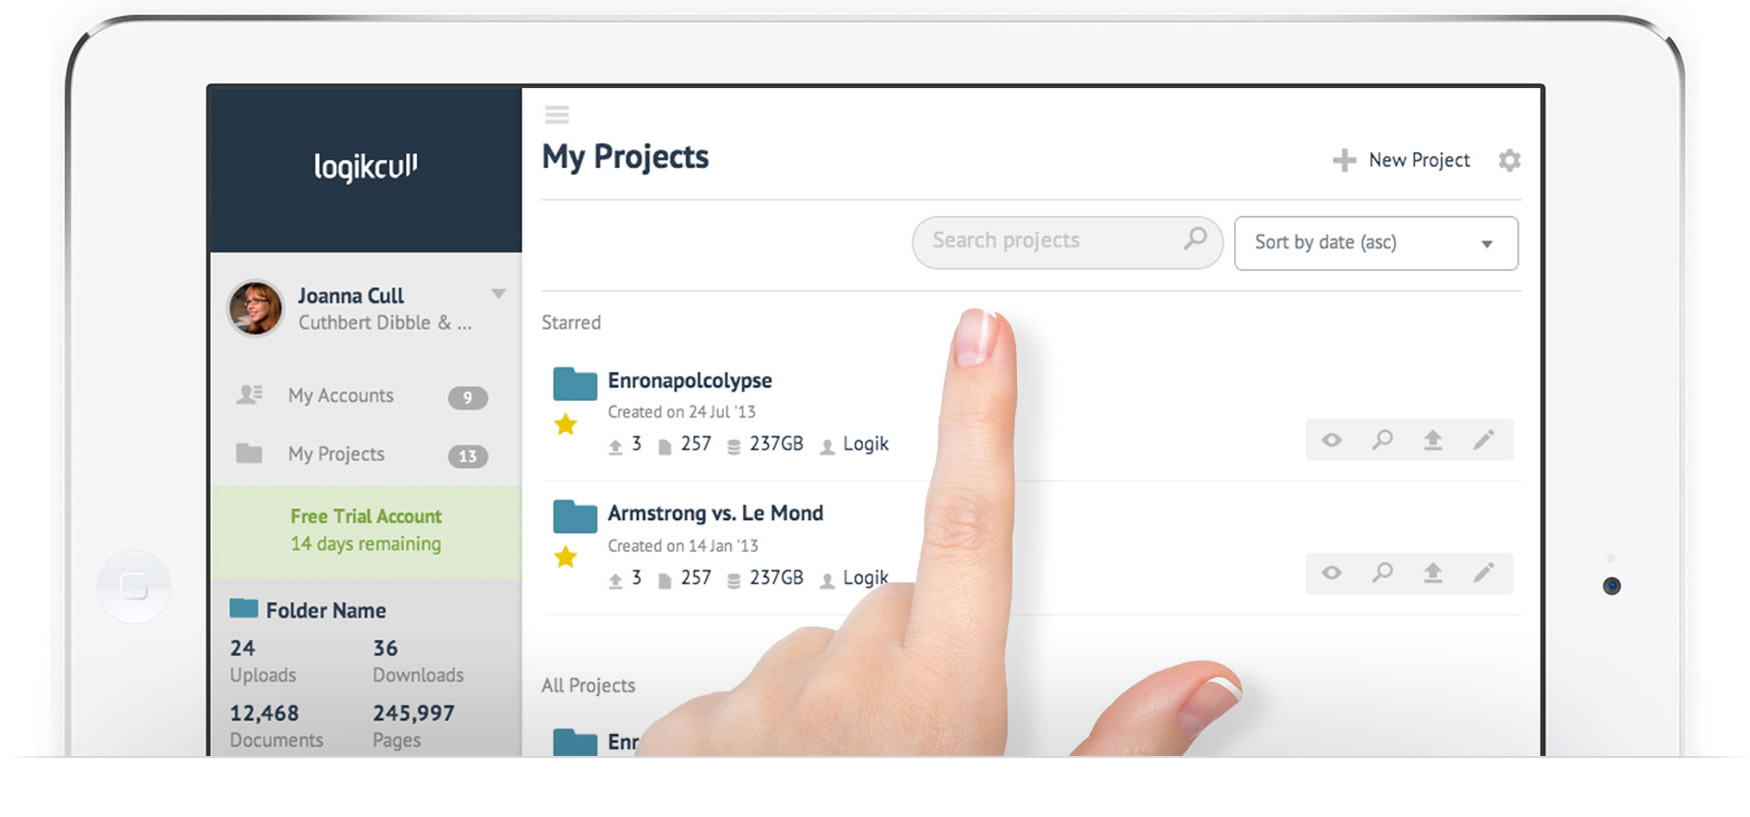 logikcull
Joanna Cull
Cuthbert Dibble & ...
My Accounts
9
My Projects
13
Free Trial Account
14 days remaining
Folder Name
24
36
Uploads
Downloads
12,468
245,997
Documents
Pages
My Projects
New Project
Search projects
Sort by date (asc)
Starred
Enronapolcolypse
Created on 24 Jul '13
3 257 237GB Logik
Armstrong vs. Le Mond
Created on 14 Jan '13
3 257 237GB Logik
All Projects
Enr